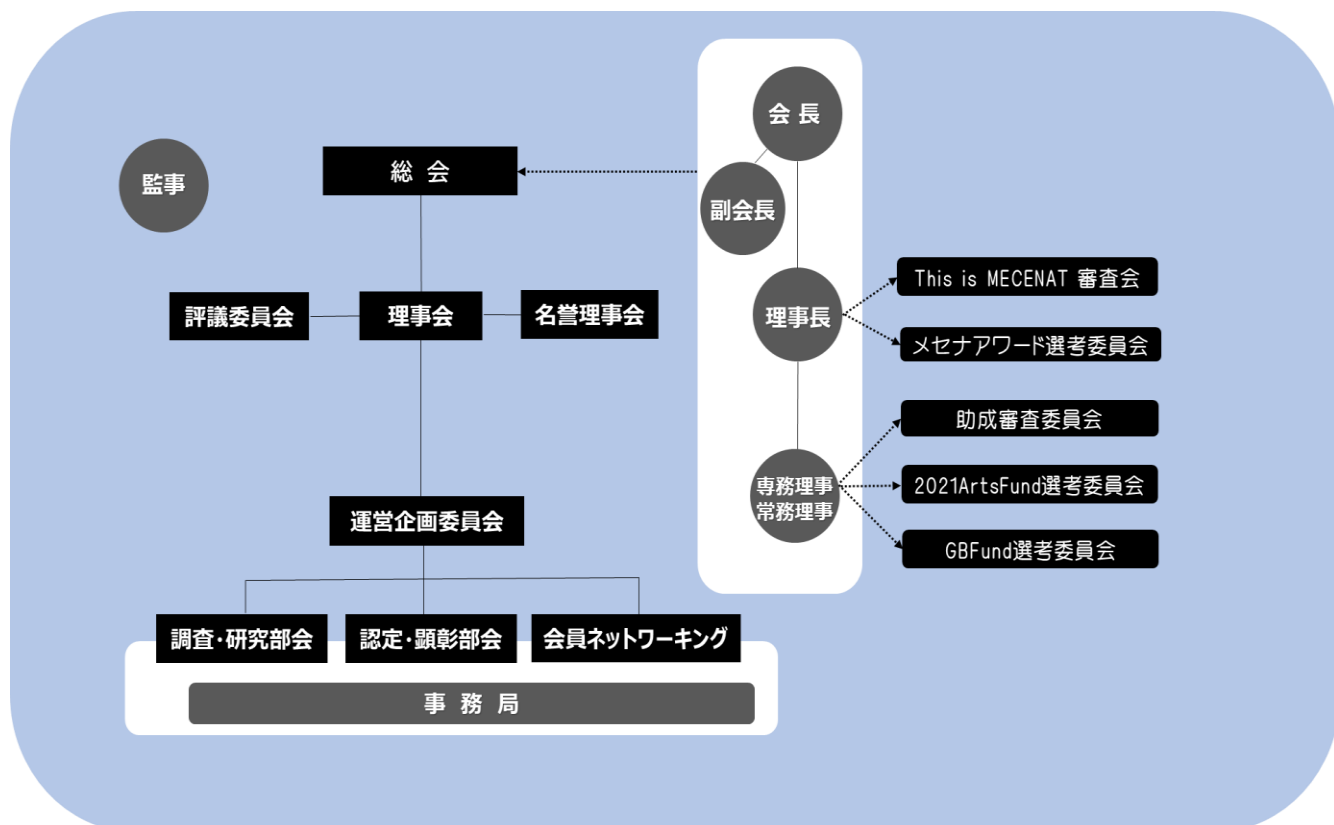 会 長
監事
総 会
副会長
This is MECENAT 審査会
評議委員会
理事会
名誉理事会
理事長
メセナアワード選考委員会
助成審査委員会
専務理事
常務理事
2021ArtsFund選考委員会
運営企画委員会
GBFund選考委員会
調査・研究部会
認定・顕彰部会
会員ネットワーキング
事 務 局